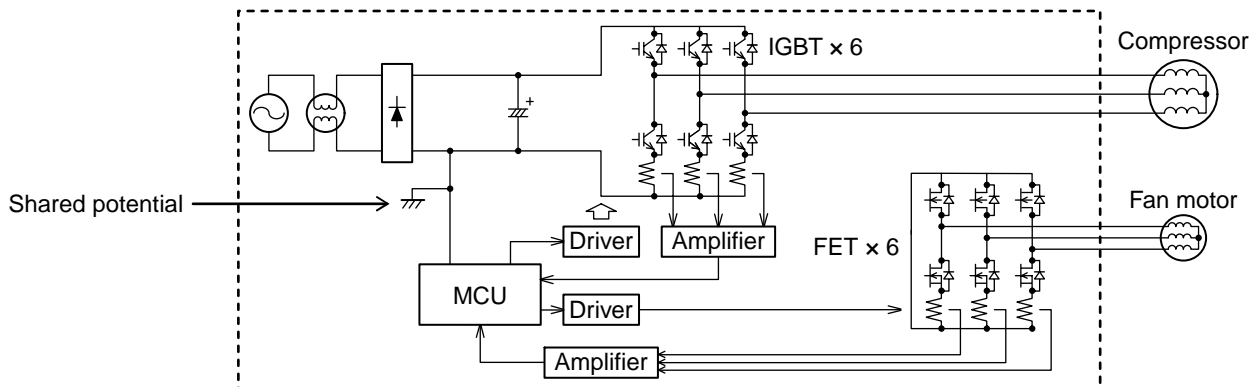 IGBT × 6
Compressor
Shared potential
Fan motor
Driver
Amplifier
FET × 6
MCU
Driver
Amplifier